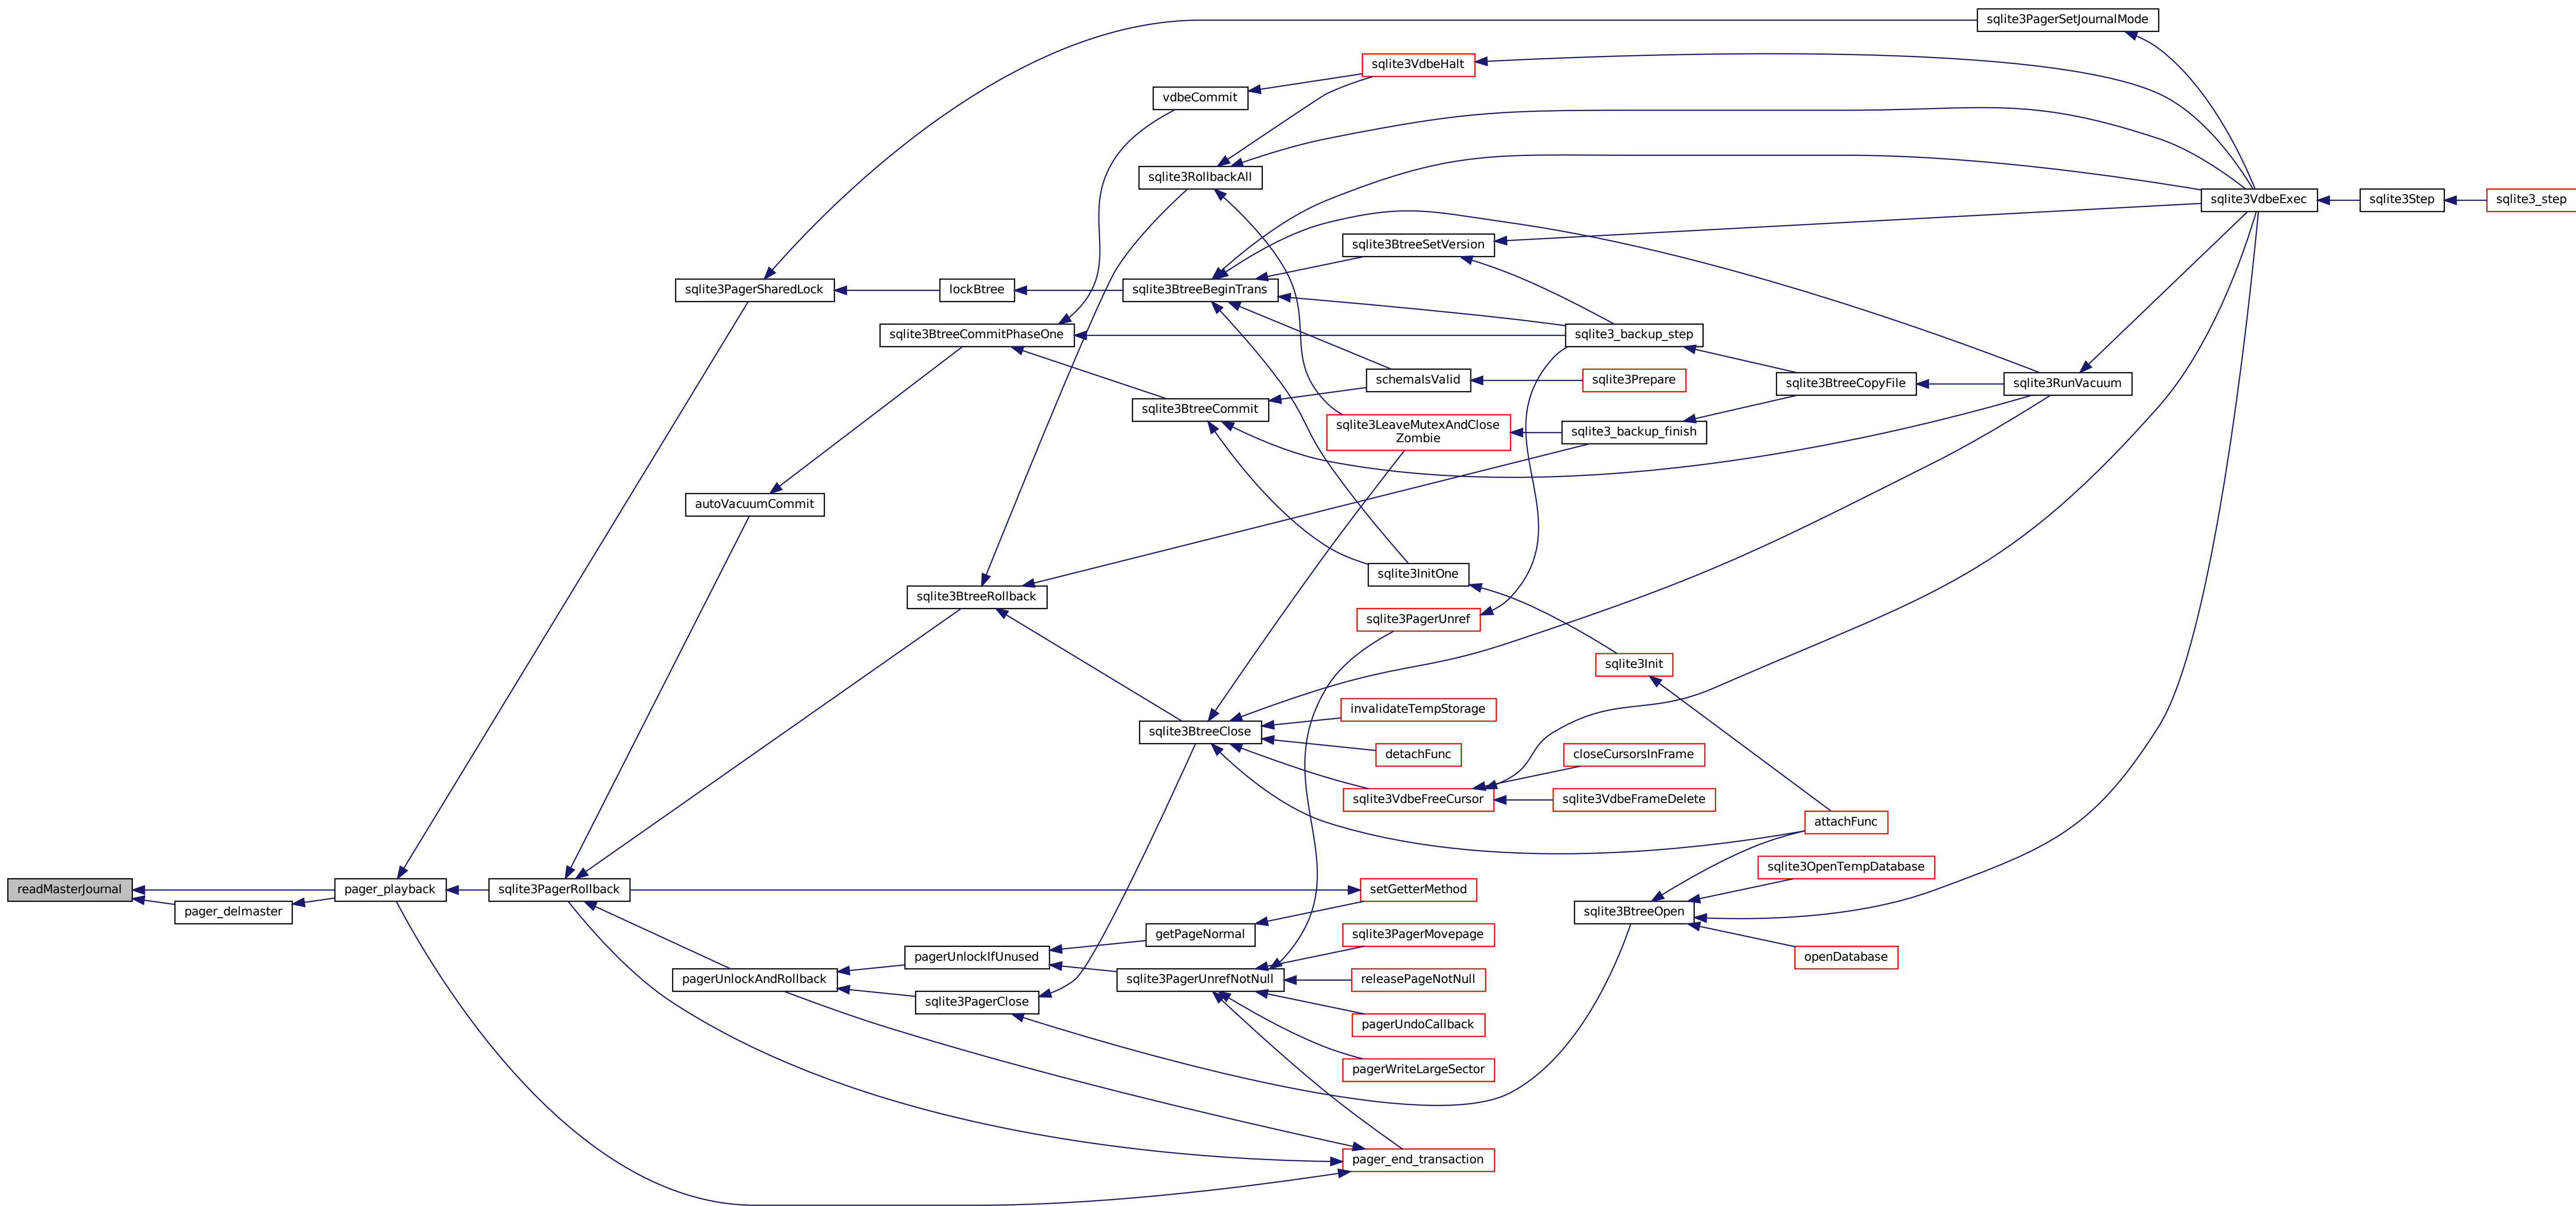 sqlite3PagerSetJournalMode
sqlite3VdbeHalt
vdbeCommit
sqlite3RollbackAll
sqlite3VdbeExec
sqlite3Step
sqlite3_step
sqlite3BtreeSetVersion
sqlite3PagerSharedLock
lockBtree
sqlite3BtreeBeginTrans
sqlite3BtreeCommitPhaseOne
sqlite3_backup_step
schemaIsValid
sqlite3Prepare
sqlite3BtreeCopyFile
sqlite3RunVacuum
sqlite3BtreeCommit
sqlite3LeaveMutexAndClose
Zombie
sqlite3_backup_finish
autoVacuumCommit
sqlite3InitOne
sqlite3BtreeRollback
sqlite3PagerUnref
sqlite3Init
invalidateTempStorage
sqlite3BtreeClose
detachFunc
closeCursorsInFrame
sqlite3VdbeFreeCursor
sqlite3VdbeFrameDelete
attachFunc
sqlite3OpenTempDatabase
readMasterJournal
pager_playback
sqlite3PagerRollback
setGetterMethod
pager_delmaster
sqlite3BtreeOpen
getPageNormal
sqlite3PagerMovepage
pagerUnlockIfUnused
openDatabase
pagerUnlockAndRollback
sqlite3PagerUnrefNotNull
releasePageNotNull
sqlite3PagerClose
pagerUndoCallback
pagerWriteLargeSector
pager_end_transaction